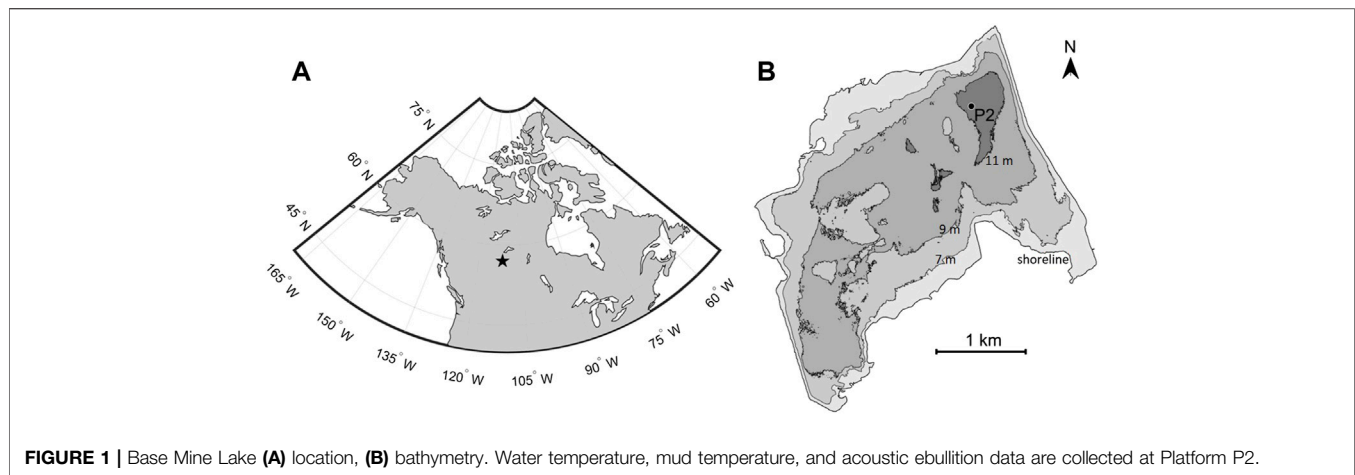 A
75° N
60° N
45° N
165° W
150° W
135° W
120° W
105° W
90° W
75° W
60° W
B
N
P2
11 m
9 m
7 m
shoreline
1 km
FIGURE 1 | Base Mine Lake (A) location, (B) bathymetry. Water temperature, mud temperature, and acoustic ebullition data are collected at Platform P2.